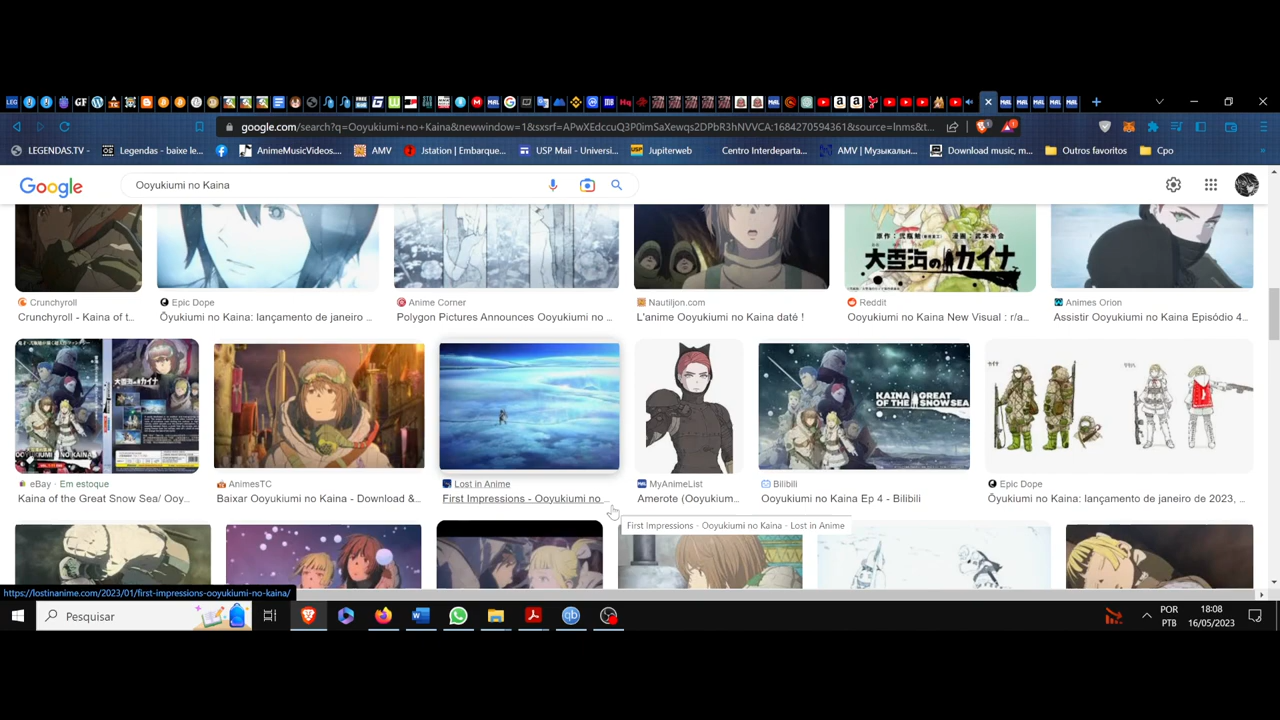 google.com/search?q=Ooyukiumi+no+Kaina&newwindow=1&sxsrf=APwXEdccuQ3P0imSaXewqs2DPbR3hNVVCA:1684270594361&source=lnms&t...
LEGENDAS.TV -
Legendas - baixe le...
AnimeMusicVideos....
AMV
Jstation | Embarque...
USP Mail - Universi...
Jupiterweb
Centro Interdeparta...
AMV | Музыкальн...
Download music, m...
Outros favoritos
Cpo
Google
Ooyukiumi no Kaina
大雪海のカイナ
Crunchyroll
Crunchyroll - Kaina of t...
Epic Dope
Ōyukiumi no Kaina: lançamento de janeiro ...
Anime Corner
Polygon Pictures Announces Ooyukiumi no ...
Nautiljon.com
L'anime Ooyukiumi no Kaina daté !
Reddit
Ooyukiumi no Kaina New Visual : r/a...
Animes Orion
Assistir Ooyukiumi no Kaina Episódio 4...
大雪海のカイナ
KAINA OF THE GREAT SNOW SEA
eBay · Em estoque
Kaina of the Great Snow Sea/ Ooy...
AnimesTC
Baixar Ooyukiumi no Kaina - Download &...
Lost in Anime
First Impressions - Ooyukiumi no ...
MyAnimeList
Amerote (Ooyukium...
Bilibili
Ooyukiumi no Kaina Ep 4 - Bilibili
Epic Dope
Ōyukiumi no Kaina: lançamento de janeiro de 2023, ...
First Impressions · Ooyukiumi no Kaina · Lost in Anime
https://lostinanime.com/2023/01/first-impressions-ooyukiumi-no-kaina/
Pesquisar
POR
PTB
18:08
16/05/2023